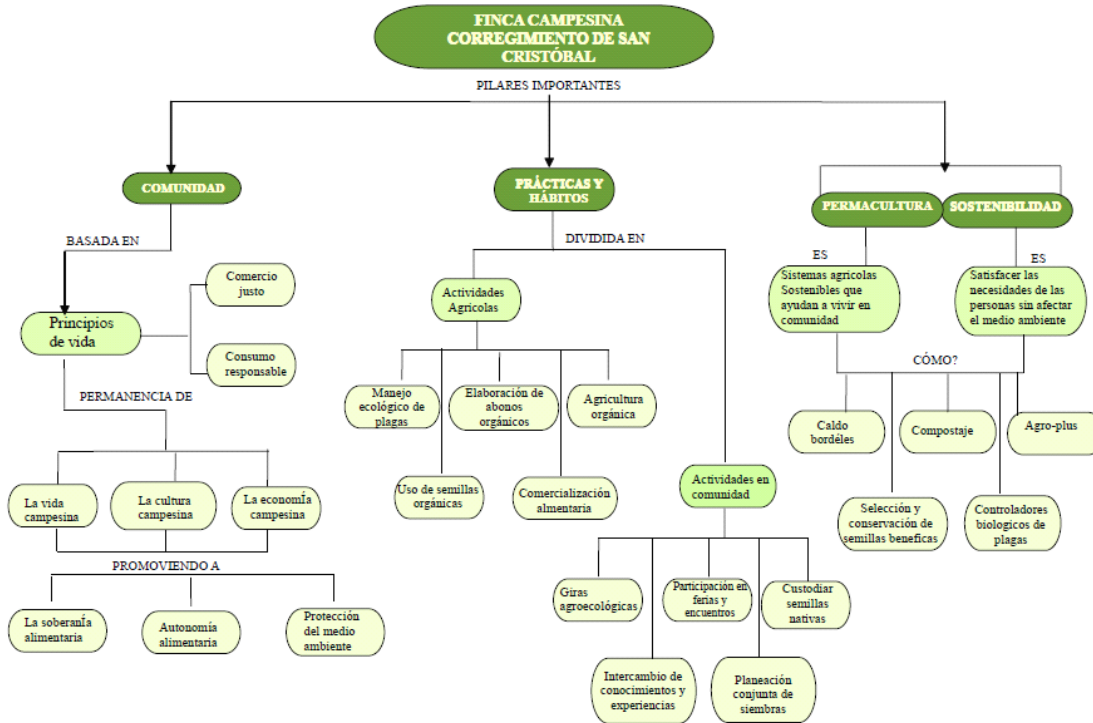 FINCA CAMPESINA
CORREGIMIENTO DE SAN
CRISTÓBAL
PILARES IMPORTANTES
COMUNIDAD
BASADA EN
Principios
de vida
Comercio
justo
Consumo
responsable
PERMANENCIA DE
La vida
campesina
La cultura
campesina
La economía
campesina
PROMOVIENDO A
La soberanía
alimentaria
Autonomía
alimentaria
Protección
del medio
ambiente
PRÁCTICAS Y
HÁBITOS
DIVIDIDA EN
Actividades
Agrícolas
Manejo
ecológico de
plagas
Elaboración de
abonos
orgánicos
Agricultura
orgánica
Uso de semillas
orgánicas
Comercialización
almentaria
Actividades en
comunidad
Giras
agroecológicas
Participación en
ferias y
encuentros
Custodiar
semillas
nativas
Intercambio de
conocimientos y
experiencias
Planeación
conjunta de
siembras
PERMACULTURA
SOSTENIBILIDAD
ES
Sistemas agricolas
Sostenibles que
ayudan a vivir en
comunidad
ES
Satisfacer las
necesidades de las
personas sin afectar
el medio ambiente
CÓMO?
Caldo
bordéles
Compostaje
Agro-plus
Selección y
conservación de
semillas beneficas
Controladores
biologicos de
plagas